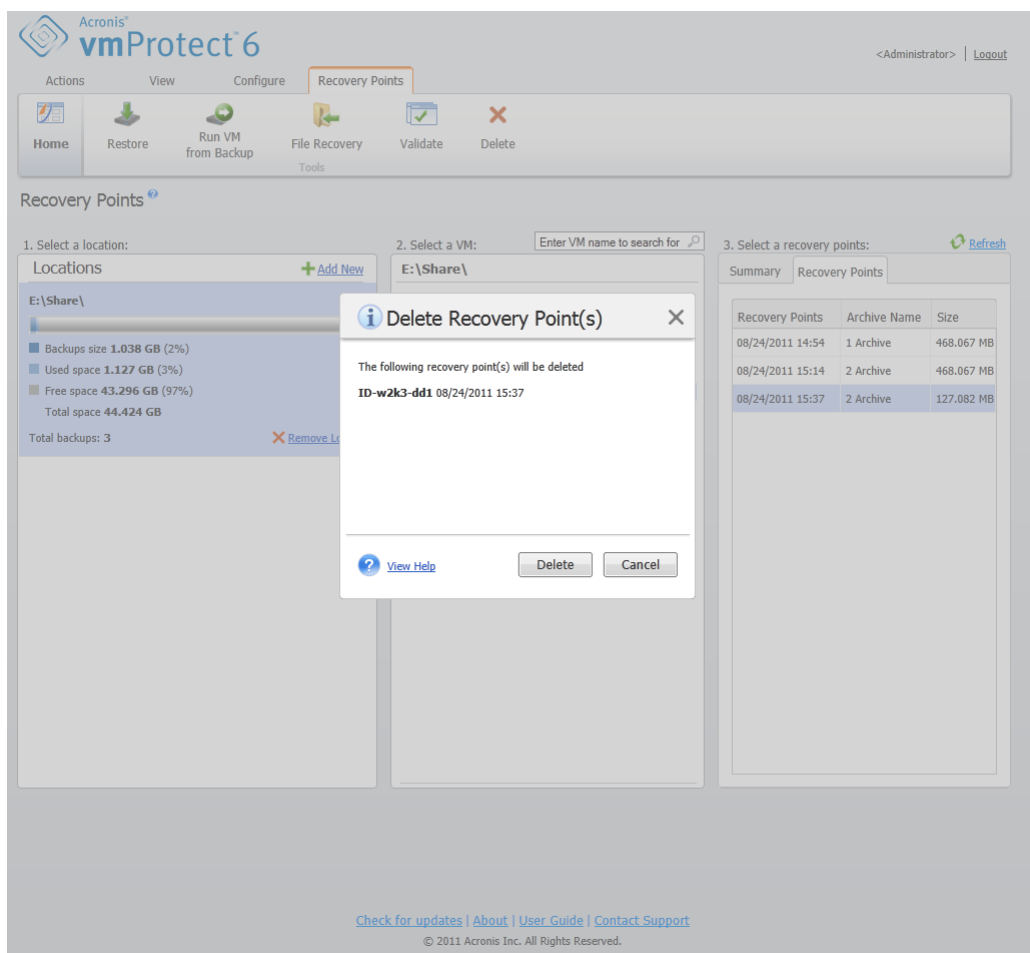 Acronis®
vmProtect™ 6
<Administrator> | Logout
Actions View Configure Recovery Points
Home Restore Run VM from Backup File Recovery Validate Delete
Tools
Recovery Points ?
1. Select a location:
Locations
Add New
E:\Share\
Backups size 1.038 GB (2%)
Used space 1.127 GB (3%)
Free space 43.296 GB (97%)
Total space 44.424 GB
Total backups: 3
Remove
2. Select a VM:
Enter VM name to search for
E:\Share\
3. Select a recovery points:
Refresh
Summary Recovery Points
Recovery Points Archive Name Size
08/24/2011 14:54 1 Archive 468.067 MB
08/24/2011 15:14 2 Archive 468.067 MB
08/24/2011 15:37 2 Archive 127.082 MB
Delete Recovery Point(s)
The following recovery point(s) will be deleted
ID-w2k3-dd1 08/24/2011 15:37
? View Help
Delete
Cancel
Check for updates | About | User Guide | Contact Support
© 2011 Acronis Inc. All Rights Reserved.